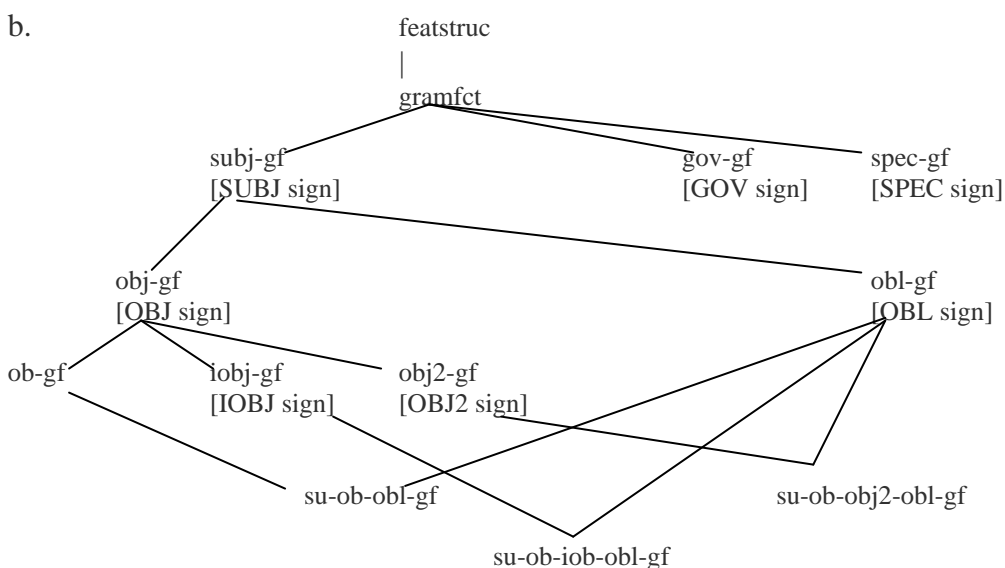 b.
featstruc
|
gramfct
subj-gf gov-gf spec-gf
[SUBJ sign] [GOV sign] [SPEC sign]
obj-gf obl-gf
[OBJ sign] [OBL sign]
ob-gf iobj-gf obj2-gf
[IOBJ sign] [OBJ2 sign]
su-ob-obl-gf su-ob-obj2-obl-gf
su-ob-iob-obl-gf